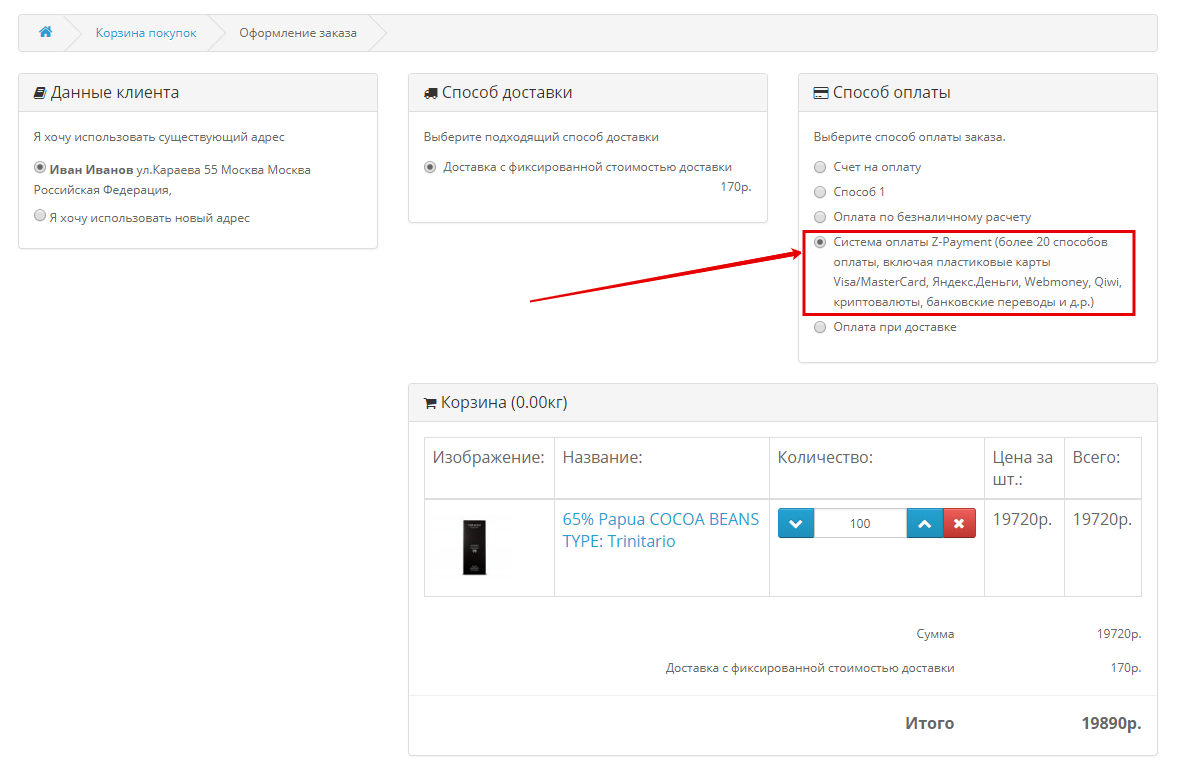 Корзина покупок
Оформление заказа
Данные клиента
Я хочу использовать существующий адрес
Иван Иванов ул.Караева 55 Москва Москва
Российская Федерация,
Я хочу использовать новый адрес
Способ доставки
Выберите подходящий способ доставки
Доставка с фиксированной стоимостью доставки
170р.
Способ оплаты
Выберите способ оплаты заказа.
Счет на оплату
Способ 1
Оплата по безналичному расчету
Система оплаты Z-Payment (более 20 способов
оплаты, включая пластиковые карты
Visa/MasterCard, Яндекс.Деньги, Webmoney, Qiwi,
криптовалюты, банковские переводы и д.р.)
Оплата при доставке
Корзина (0.00кг)
Изображение: Название: Количество: Цена за Всего:
шт.:
65% Papua COCOA BEANS 100 19720р. 19720р.
TYPE: Trinitario
Сумма 19720р.
Доставка с фиксированной стоимостью доставки 170р.
Итого 19890р.